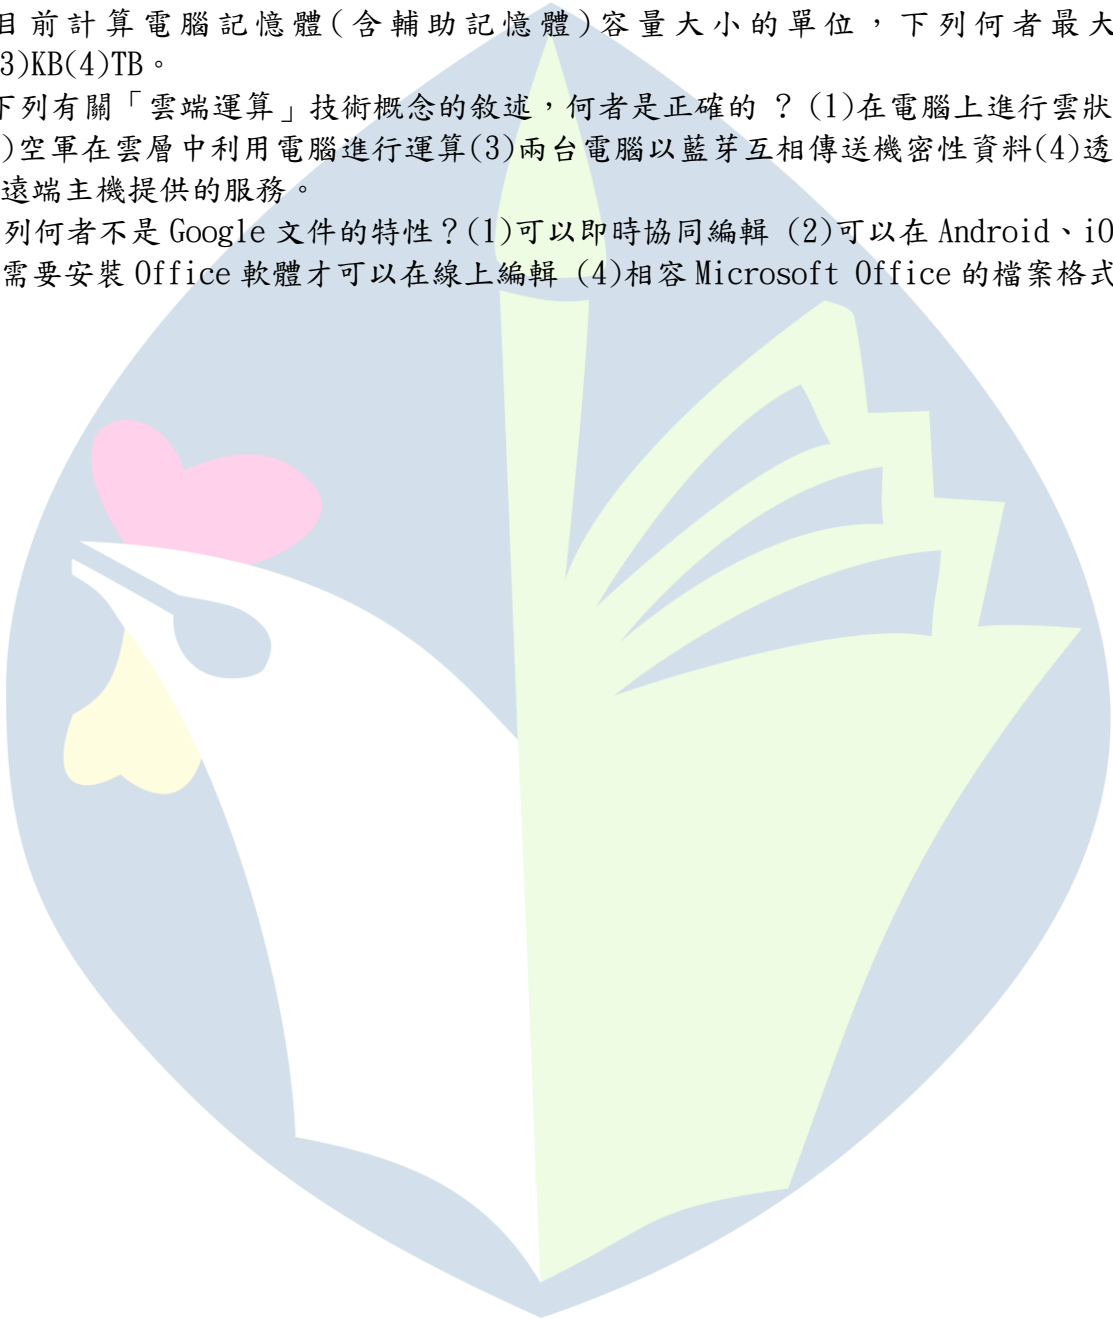 目前計算電腦記憶體(含輔助記憶體)容量大小的單位，下列何者最大
3)KB(4)TB。
下列有關「雲端運算」技術概念的敘述，何者是正確的 ? (1)在電腦上進行雲狀
)空軍在雲層中利用電腦進行運算(3)兩台電腦以藍芽互相傳送機密性資料(4)透
遠端主機提供的服務。
列何者不是 Google 文件的特性？(1)可以即時協同編輯 (2)可以在 Android、iO
需要安裝 Office 軟體才可以在線上編輯 (4)相容 Microsoft Office 的檔案格式